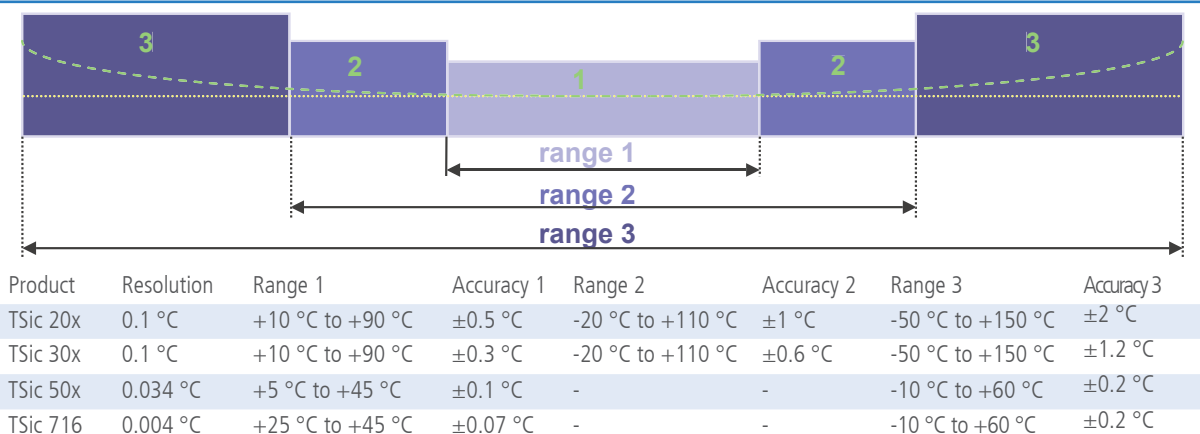 3 2 1 2 3
range 1
range 2
range 3
Product Resolution Range 1 Accuracy 1 Range 2 Accuracy 2 Range 3 Accuracy 3
TSic 20x 0.1 °C +10 °C to +90 °C ±0.5 °C -20 °C to +110 °C ±1 °C -50 °C to +150 °C ±2 °C
TSic 30x 0.1 °C +10 °C to +90 °C ±0.3 °C -20 °C to +110 °C ±0.6 °C -50 °C to +150 °C ±1.2 °C
TSic 50x 0.034 °C +5 °C to +45 °C ±0.1 °C - - -10 °C to +60 °C ±0.2 °C
TSic 716 0.004 °C +25 °C to +45 °C ±0.07 °C - - -10 °C to +60 °C ±0.2 °C